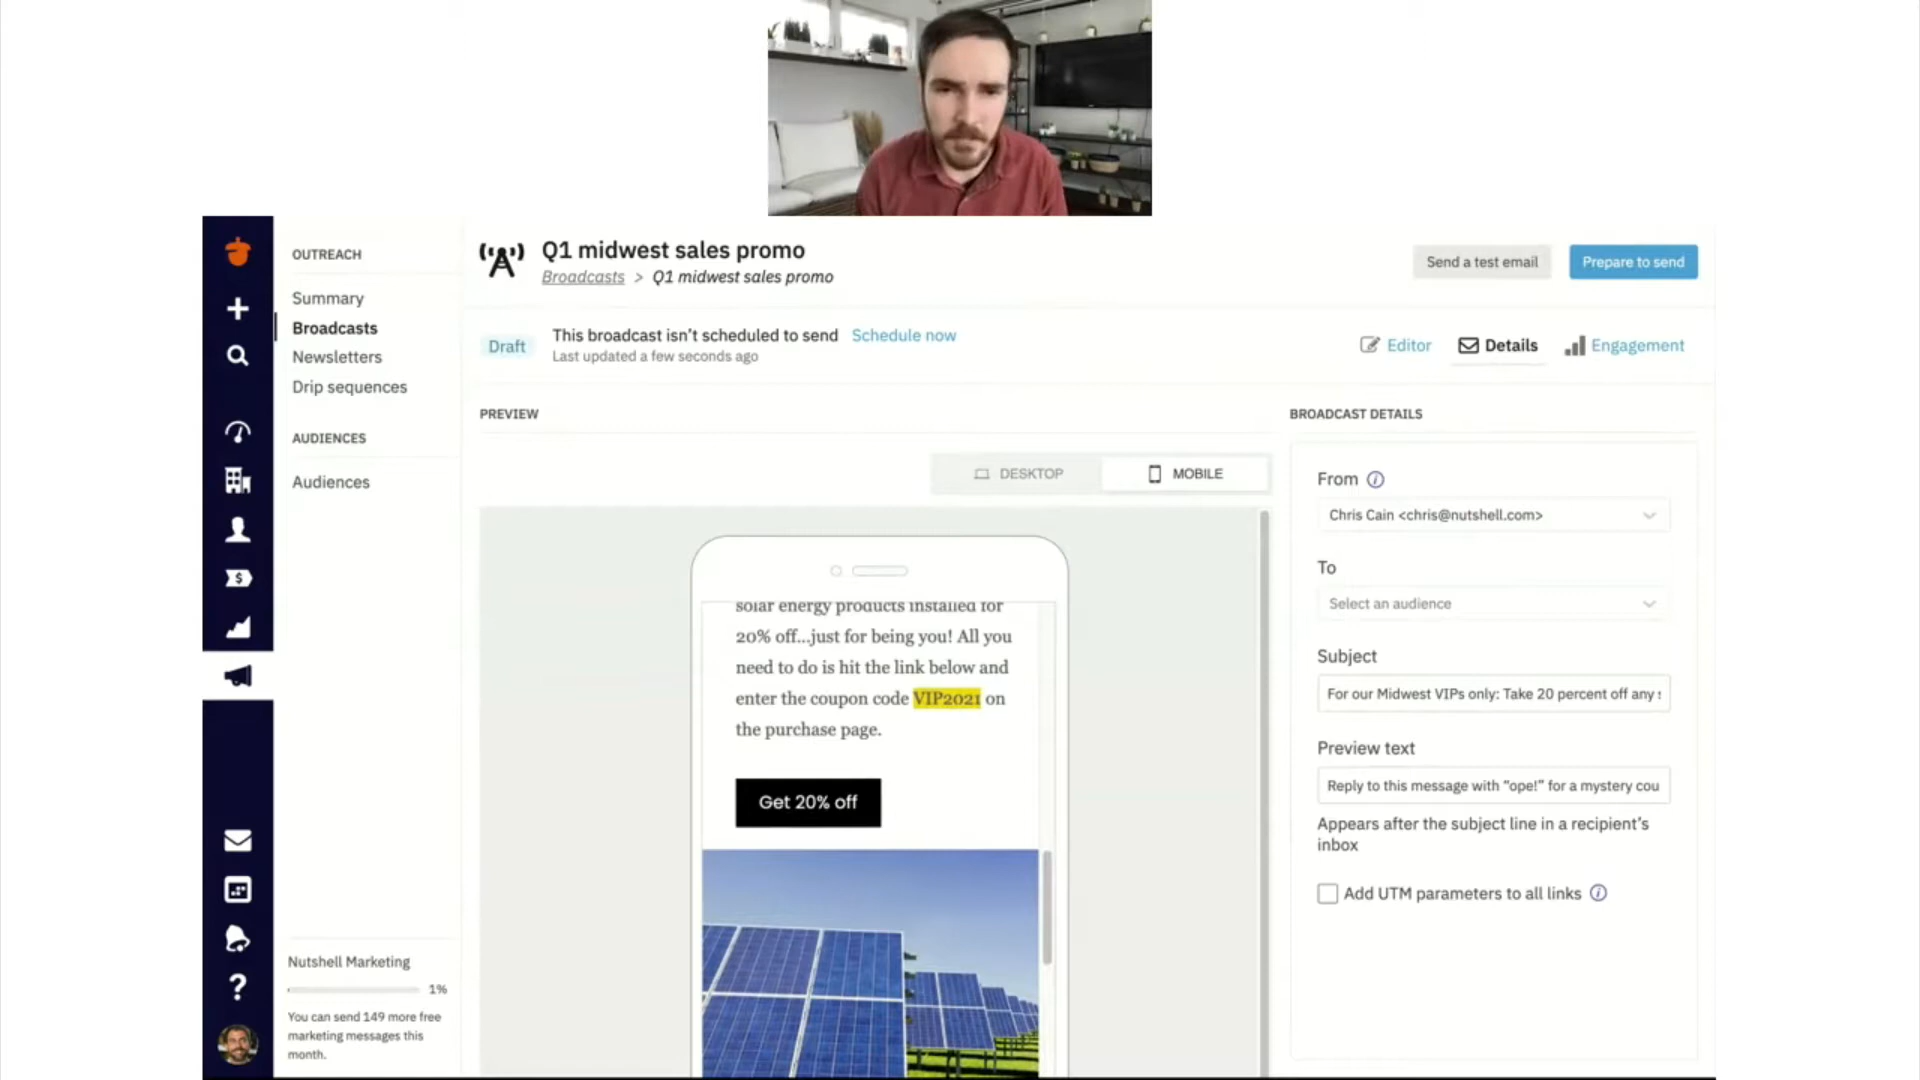 OUTREACH
Summary
Broadcasts
Newsletters
Drip sequences
AUDIENCES
Audiences
Nutshell Marketing
1%
You can send 149 more free
marketing messages this
month.
Q1 midwest sales promo
Broadcasts > Q1 midwest sales promo
Send a test email
Prepare to send
Draft
This broadcast isn't scheduled to send Schedule now
Last updated a few seconds ago
Editor
Details
Engagement
PREVIEW
DESKTOP
MOBILE
solar energy products installed for
20% off...just for being you! All you
need to do is hit the link below and
enter the coupon code VIP2021 on
the purchase page.
Get 20% off
BROADCAST DETAILS
From
Chris Cain <chris@nutshell.com>
To
Select an audience
Subject
For our Midwest VIPs only: Take 20 percent off any s
Preview text
Reply to this message with "ope!" for a mystery cou
Appears after the subject line in a recipient's
inbox
Add UTM parameters to all links